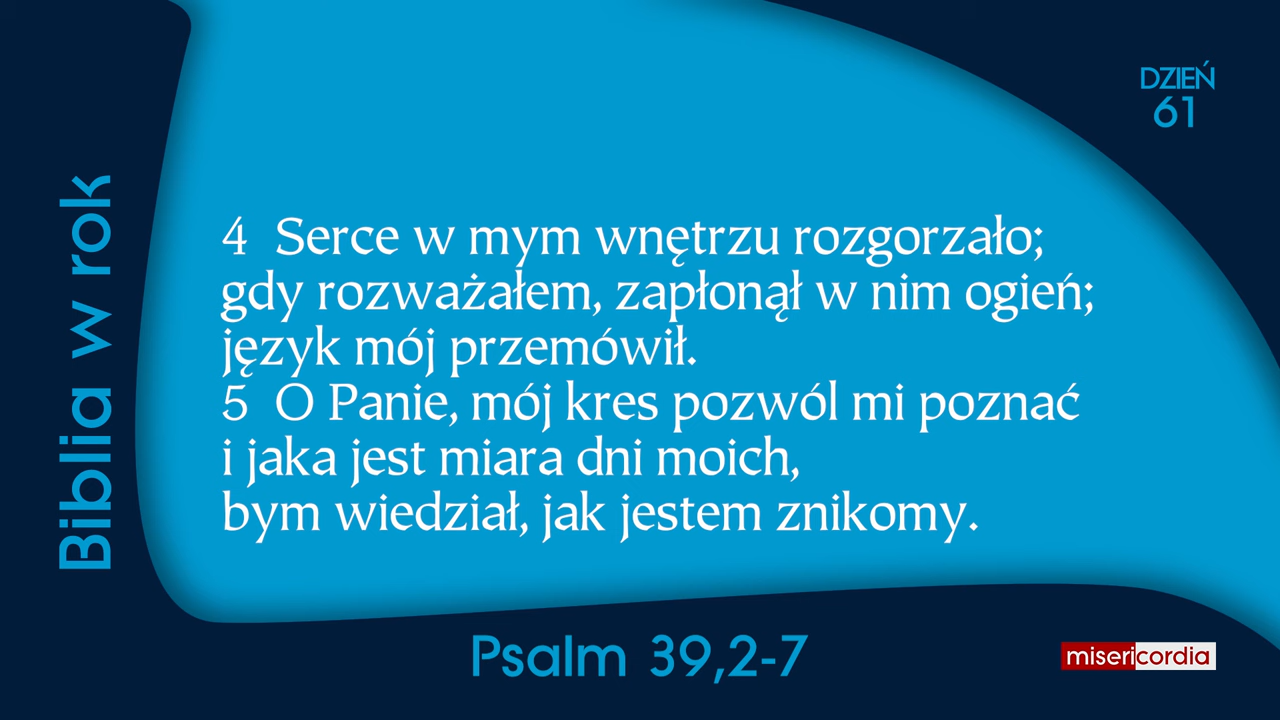 DZIEŃ
61
Biblia w rok
4 Serce w mym wnętrzu rozgorzało;
gdy rozważałem, zapłonął w nim ogień;
język mój przemówił.
5 O Panie, mój kres pozwól mi poznać
i jaka jest miara dni moich,
bym wiedział, jak jestem znikomy.
Psalm 39,2-7
misericordia